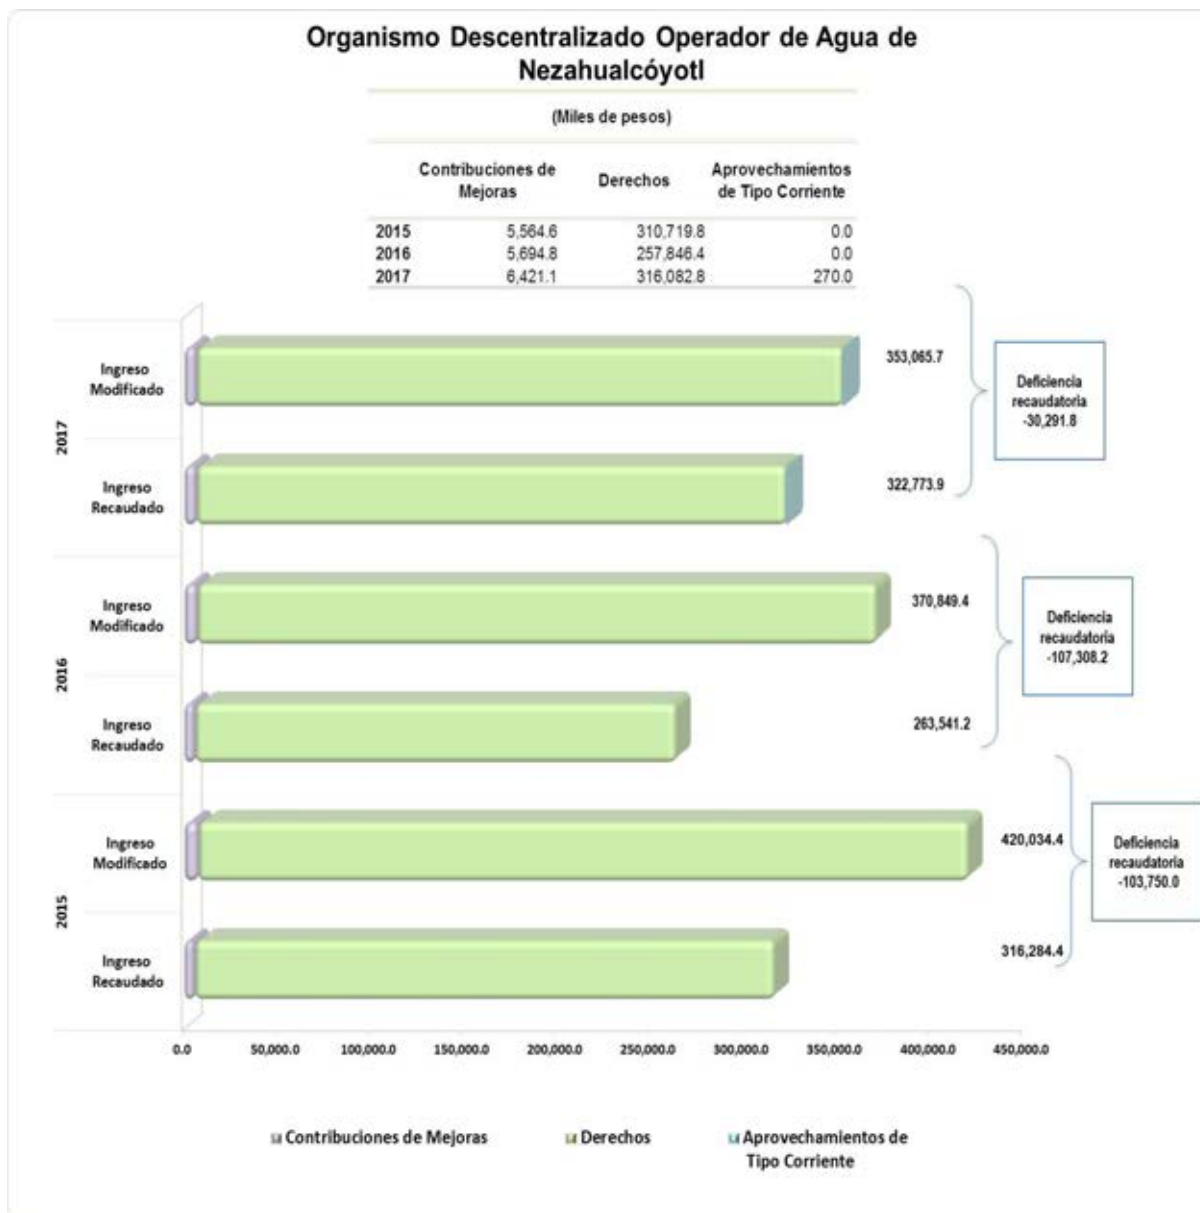 Organismo Descentralizado Operador de Agua de
Nezahualcóyotl
(Miles de pesos)
Contribuciones de Mejoras Derechos Aprovechamientos de Tipo Corriente
2015 5,564.6 310,719.8 0.0
2016 5,694.8 257,846.4 0.0
2017 6,421.1 316,082.8 270.0
2017
Ingreso
Modificado
353,065.7
Ingreso
Recaudado
322,773.9
Deficiencia
recaudatoria
-30,291.8
2016
Ingreso
Modificado
370,849.4
Ingreso
Recaudado
263,541.2
Deficiencia
recaudatoria
-107,308.2
2015
Ingreso
Modificado
420,034.4
Ingreso
Recaudado
316,284.4
Deficiencia
recaudatoria
-103,750.0
0.0 50,000.0 100,000.0 150,000.0 200,000.0 250,000.0 300,000.0 350,000.0 400,000.0 450,000.0
Contribuciones de Mejoras Derechos Aprovechamientos de
Tipo Corriente